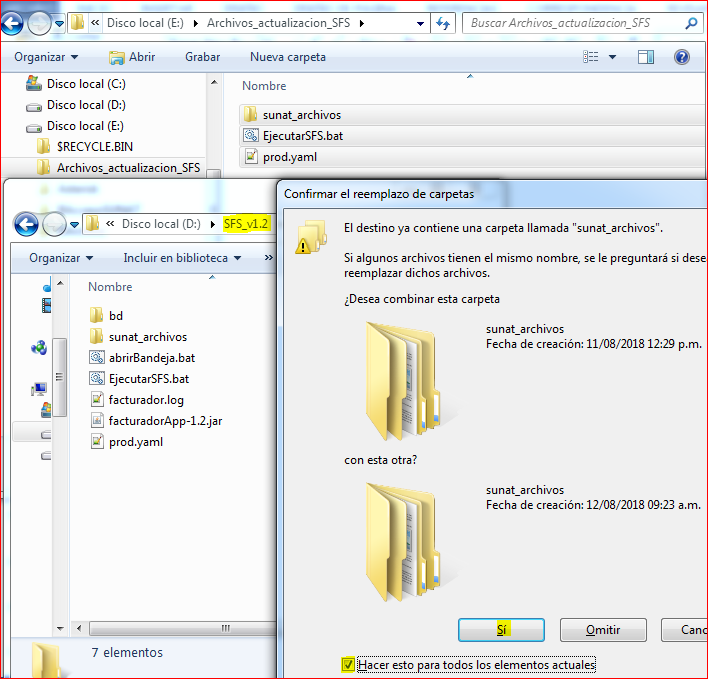 « Disco local (E:) ▸ Archivos_actualización_SFS ▸
Buscar Archivos_actualizacion_SFS
Organizar
Abrir
Grabar
Nueva carpeta
Disco local (C:)
Disco local (D:)
Disco local (E:)
$RECYCLE.BIN
Archivos_actualización_SFS
Nombre
sunat_archivos
EjecutarSFS.bat
prod.yaml
« Disco local (D:) ▸ SFS_v1.2
Organizar
Incluir en biblioteca
»
Nombre
bd
sunat_archivos
abrirBandeja.bat
EjecutarSFS.bat
facturador.log
facturadorApp-1.2.jar
prod.yaml
7 elementos
Confirmar el reemplazo de carpetas
El destino ya contiene una carpeta llamada "sunat_archivos".
Si algunos archivos tienen el mismo nombre, se le preguntará si dese
reemplazar dichos archivos.
¿Desea combinar esta carpeta
sunat_archivos
Fecha de creación: 11/08/2018 12:29 p.m.
con esta otra?
sunat_archivos
Fecha de creación: 12/08/2018 09:23 a.m.
Sí
Omitir
Canc
Hacer esto para todos los elementos actuales